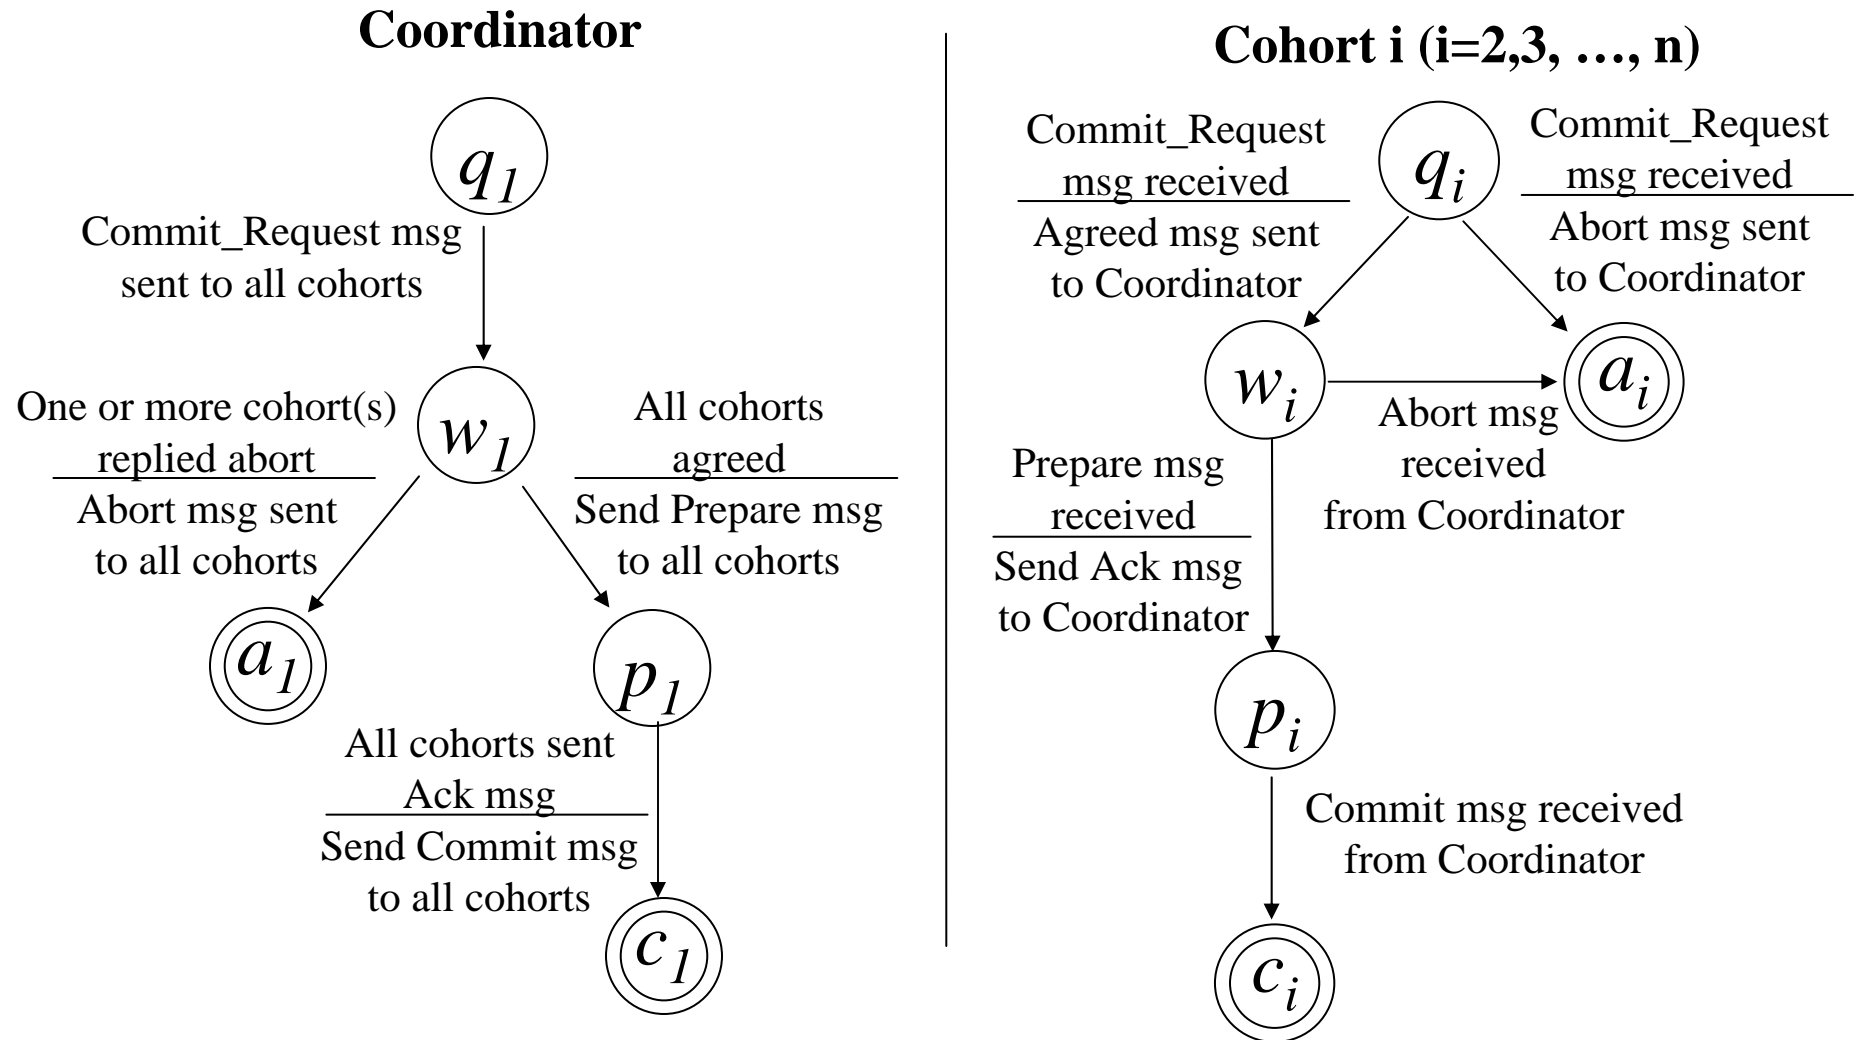 Coordinator
q1
Commit_Request msg
sent to all cohorts
w1
One or more cohort(s)
replied abort
Abort msg sent
to all cohorts
All cohorts
agreed
Send Prepare msg
to all cohorts
a1
p1
All cohorts sent
Ack msg
Send Commit msg
to all cohorts
c1
Cohort i (i=2,3, …, n)
Commit_Request
msg received
Agreed msg sent
to Coordinator
qi
Commit_Request
msg received
Abort msg sent
to Coordinator
wi
ai
Abort msg
received
from Coordinator
Prepare msg
received
Send Ack msg
to Coordinator
pi
Commit msg received
from Coordinator
ci